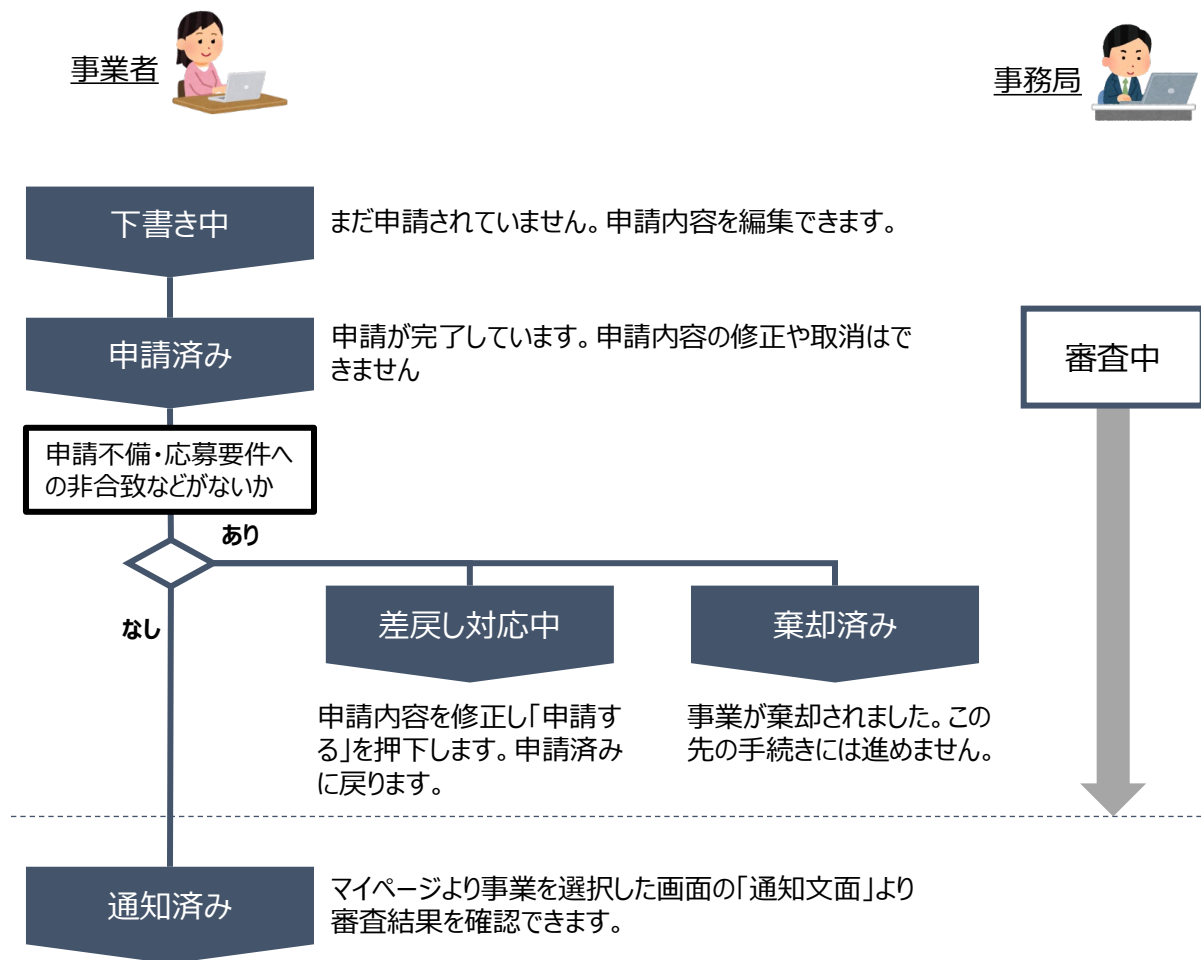 事業者
事務局
下書き中
まだ申請されていません。申請内容を編集できます。
申請済み
申請が完了しています。申請内容の修正や取消はで
きません
審査中
申請不備・応募要件へ
の非合致などがないか
あり
なし
差戻し対応中
棄却済み
申請内容を修正し「申請す
る」を押下します。申請済み
に戻ります。
事業が棄却されました。この
先の手続きには進めません。
通知済み
マイページより事業を選択した画面の「通知文面」より
審査結果を確認できます。